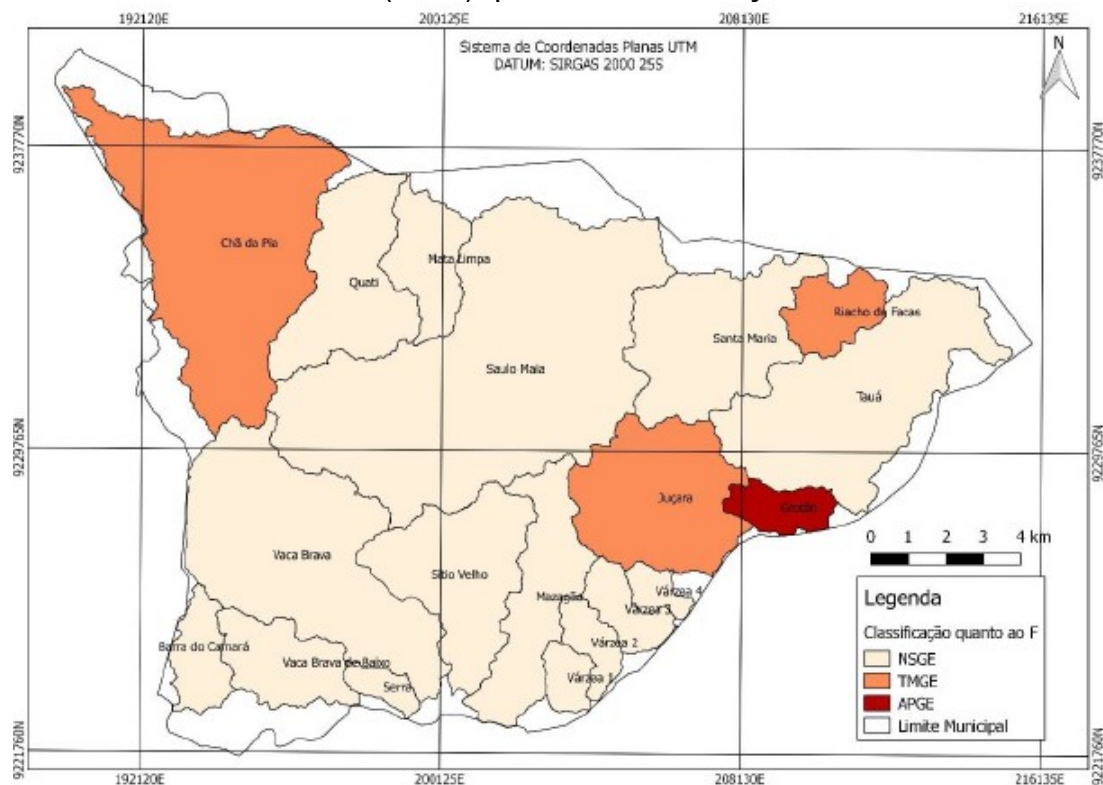 192120E 200125E 208130E 216135E
Sistema de Coordenadas Planas UTM
DATUM: SIRGAS 2000 25S
N
9237770N 9237770N
Chã da Pia
Mata Limpa
Quati
Riacho de Facas
Santa Maria
Saulo Maia
Tauá
9229765N 9229765N
Juçara
Grotão
0 1 2 3 4 km
Vaca Brava
Sítio Velho
Mazagão
Várzea 4
Várzea 3
Várzea 2
Barra do Camará
Vaca Brava de Baixo
Várzea 1
Serra
Legenda
Classificação quanto ao F
NSGE
TMGE
APGE
Limite Municipal
9221760N 9221760N
192120E 200125E 208130E 216135E